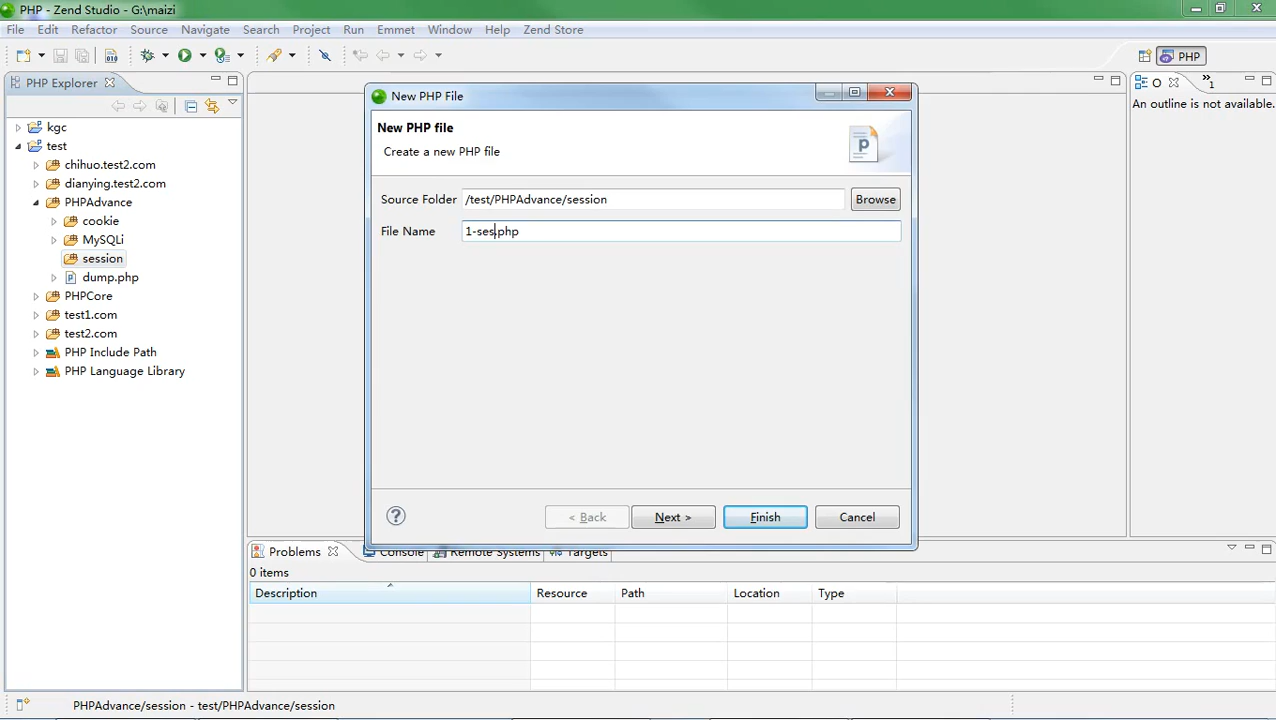 PHP - Zend Studio - G:\maizi
File Edit Refactor Source Navigate Search Project Run Emmet Window Help Zend Store
PHP
PHP Explorer
kgc
test
chihuo.test2.com
dianying.test2.com
PHPAdvance
cookie
MySQLi
session
dump.php
PHPCore
test1.com
test2.com
PHP Include Path
PHP Language Library
New PHP File
New PHP file
Create a new PHP file
Source Folder /test/PHPAdvance/session Browse
File Name 1-ses.php
< Back Next > Finish Cancel
O
1
An outline is not available.
Problems Console Remote Systems Targets
0 items
Description Resource Path Location Type
PHPAdvance/session - test/PHPAdvance/session